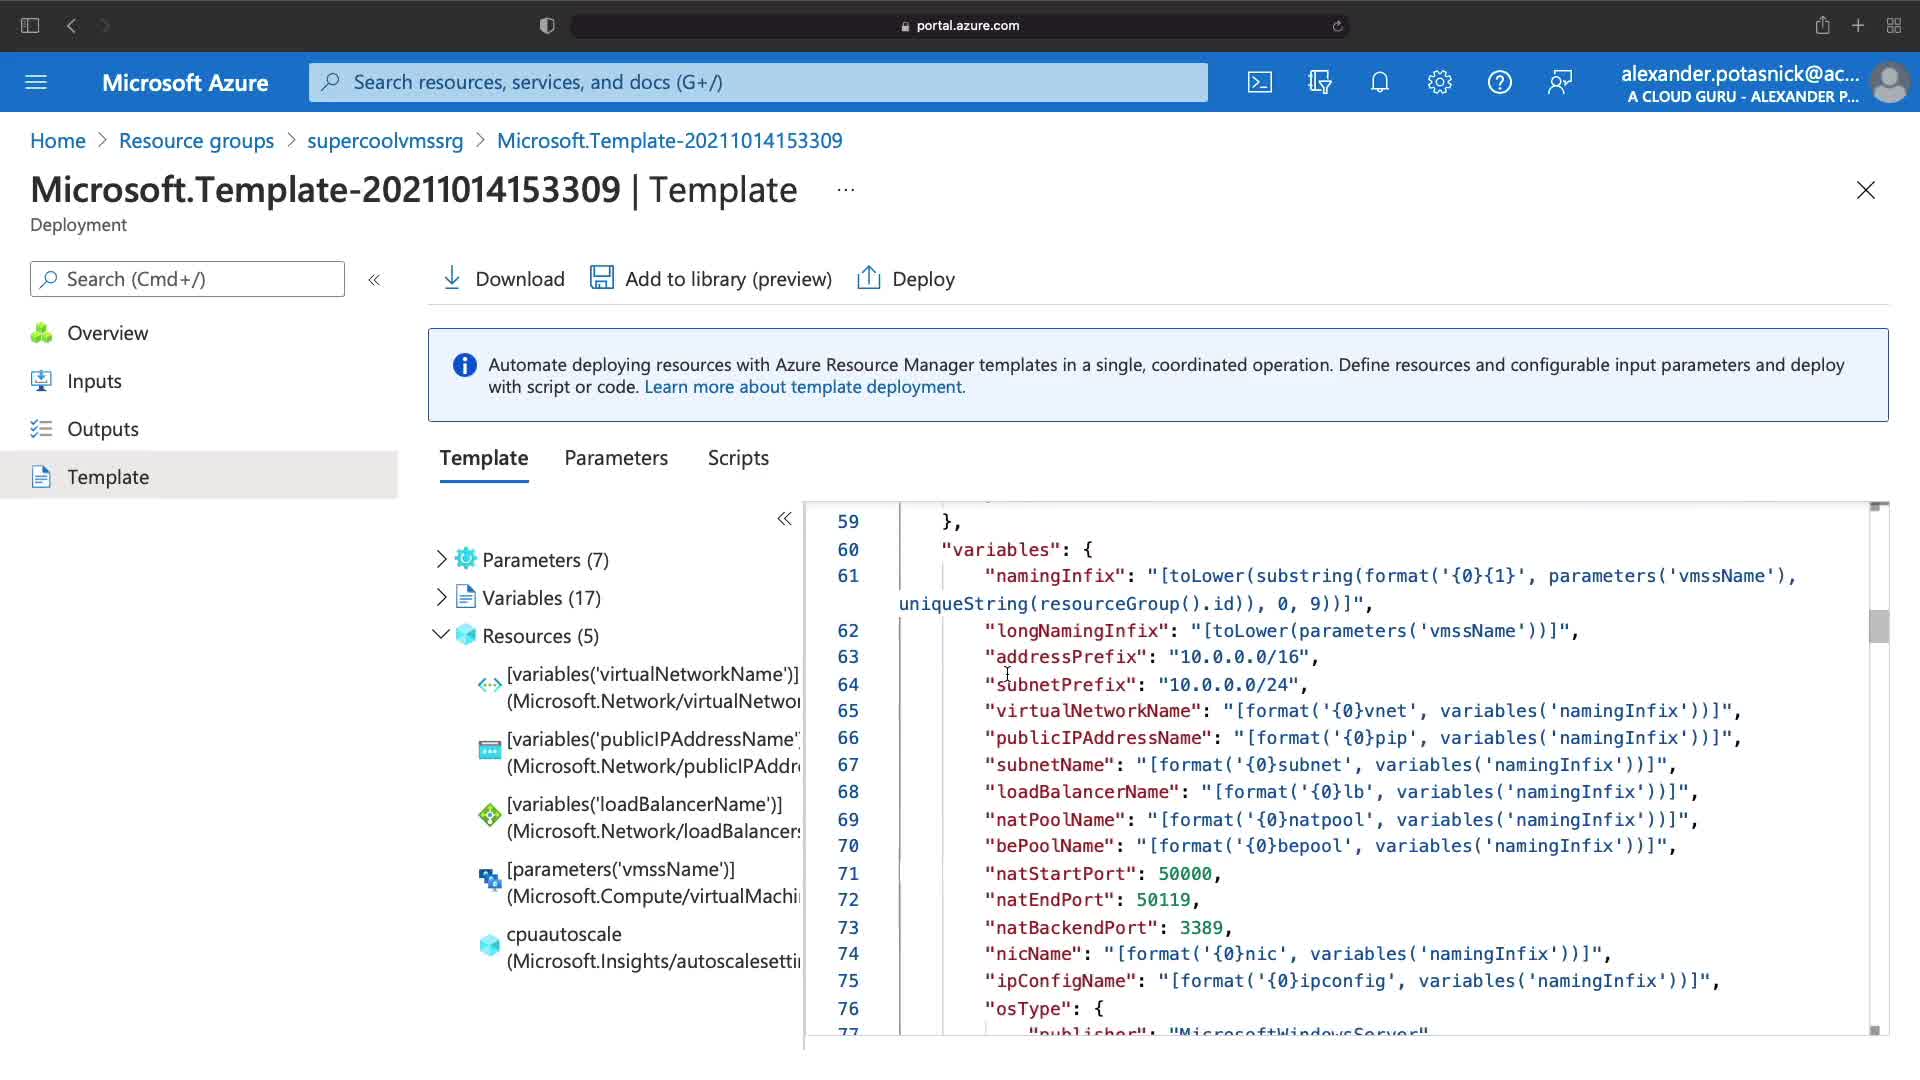 portal.azure.com
Microsoft Azure
Search resources, services, and docs (G+/)
alexander.potasnick@ac...
A CLOUD GURU - ALEXANDER P...
Home > Resource groups > supercoolvmssrg > Microsoft.Template-20211014153309
Microsoft.Template-20211014153309 | Template ...
Deployment
Search (Cmd+/)
Overview
Inputs
Outputs
Template
Download
Add to library (preview)
Deploy
Automate deploying resources with Azure Resource Manager templates in a single, coordinated operation. Define resources and configurable input parameters and deploy
with script or code. Learn more about template deployment.
Template
Parameters
Scripts
Parameters (7)
Variables (17)
Resources (5)
[variables('virtualNetworkName')]
(Microsoft.Network/virtualNetwor
[variables('publicIPAddressName'
(Microsoft.Network/publicIPAddre
[variables('loadBalancerName')]
(Microsoft.Network/loadBalancers
[parameters('vmssName')]
(Microsoft.Compute/virtualMachi
cpuautoscale
(Microsoft.Insights/autoscalesetti
59 },
60 "variables": {
61 "namingInfix": "[toLower(substring(format('{0}{1}', parameters('vmssName'),
uniqueString(resourceGroup().id)), 0, 9))]",
62 "longNamingInfix": "[toLower(parameters('vmssName'))]",
63 "addressPrefix": "10.0.0.0/16",
64 "subnetPrefix": "10.0.0.0/24",
65 "virtualNetworkName": "[format('{0}vnet', variables('namingInfix'))]",
66 "publicIPAddressName": "[format('{0}pip', variables('namingInfix'))]",
67 "subnetName": "[format('{0}subnet', variables('namingInfix'))]",
68 "loadBalancerName": "[format('{0}lb', variables('namingInfix'))]",
69 "natPoolName": "[format('{0}natpool', variables('namingInfix'))]",
70 "bePoolName": "[format('{0}bepool', variables('namingInfix'))]",
71 "natStartPort": 50000,
72 "natEndPort": 50119,
73 "natBackendPort": 3389,
74 "nicName": "[format('{0}nic', variables('namingInfix'))]",
75 "ipConfigName": "[format('{0}ipconfig', variables('namingInfix'))]",
76 "osType": {
77 "publisher": "MicrosoftWindowsServer"